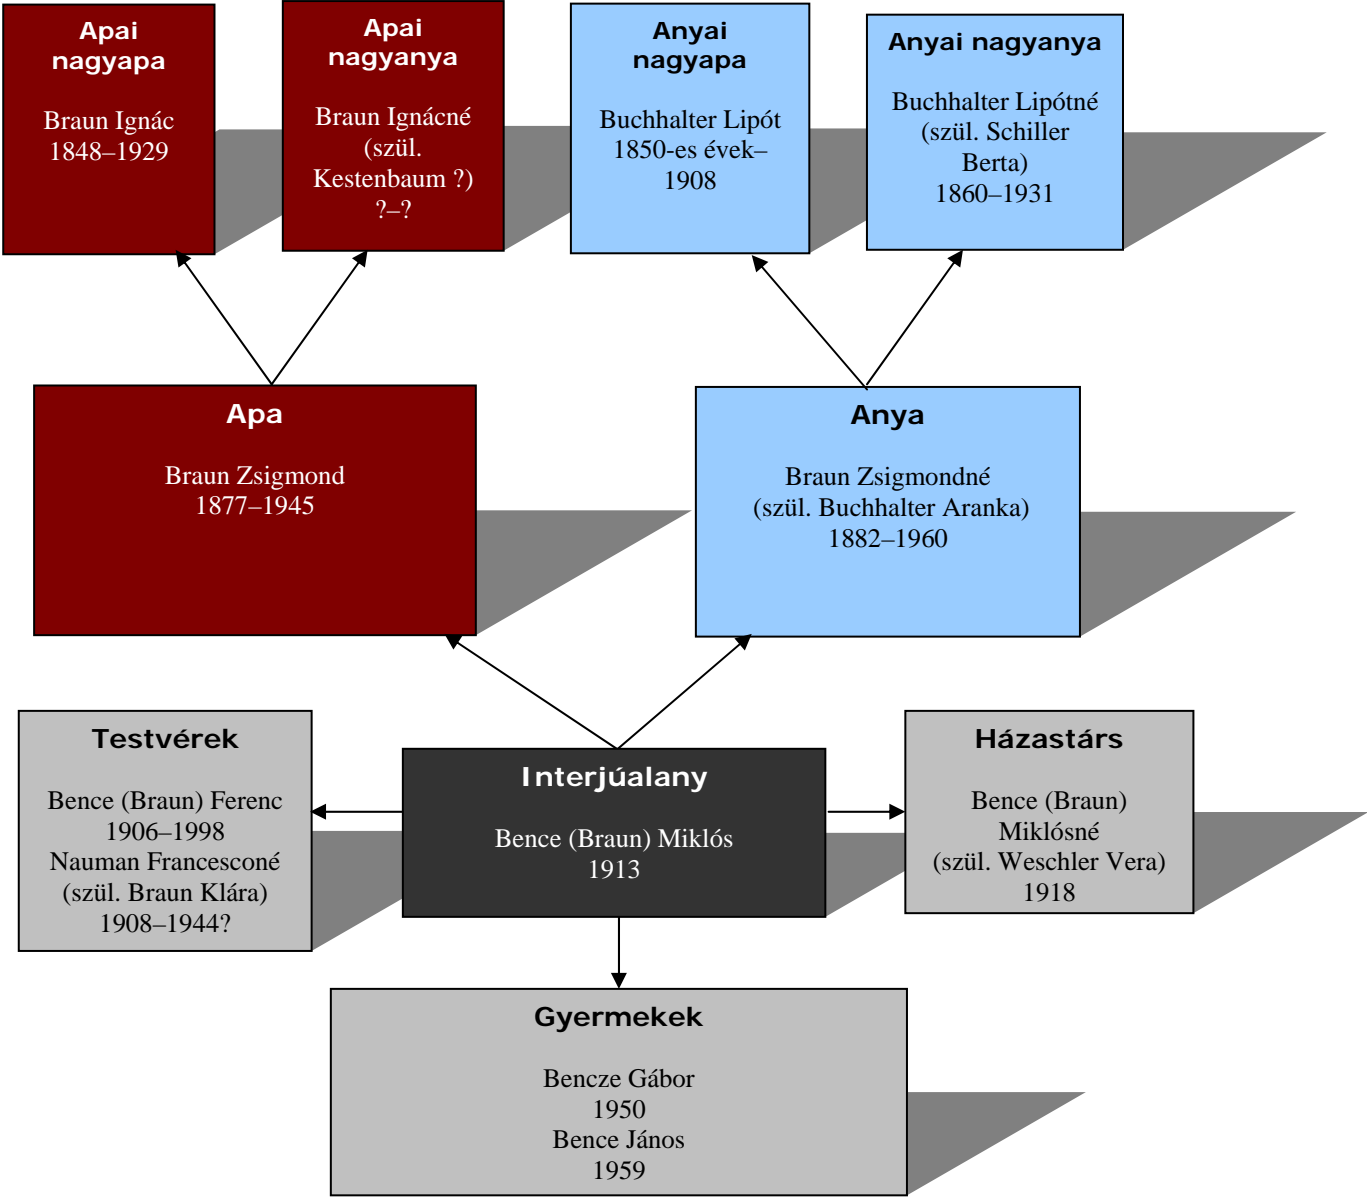 Apai
nagyapa
Braun Ignác
1848–1929
Apai
nagyanya
Braun Ignácné
(szül.
Kestenbaum ?)
?–?
Anyai
nagyapa
Buchhalter Lipót
1850-es évek–
1908
Anyai nagyanya
Buchhalter Lipótné
(szül. Schiller
Berta)
1860–1931
Apa
Braun Zsigmond
1877–1945
Anya
Braun Zsigmondné
(szül. Buchhalter Aranka)
1882–1960
Testvérek
Bence (Braun) Ferenc
1906–1998
Nauman Francesconé
(szül. Braun Klára)
1908–1944?
Interjúalany
Bence (Braun) Miklós
1913
Házastárs
Bence (Braun)
Miklósné
(szül. Weschler Vera)
1918
Gyermekek
Bencze Gábor
1950
Bence János
1959